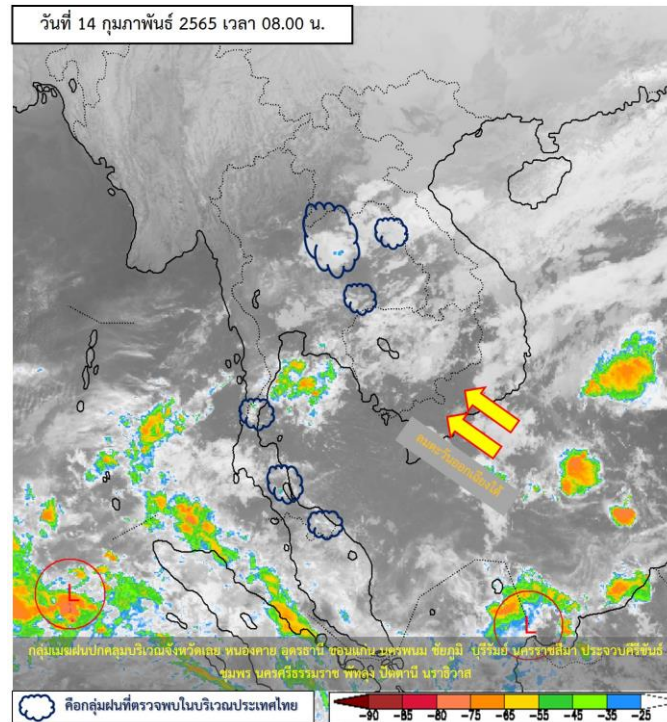 วันที่ 14 กุมภาพันธ์ 2565 เวลา 08.00 น.
ลมตะวันออกเฉียงใต้
L
L
กลุ่มเมฆฝนปกคลุมบริเวณจังหวัดเลย หนองคาย อุดรธานี ขอนแก่น นครพนม ชัยภูมิ บุรีรัมย์ นครราชสีมา ประจวบคีรีขันธ์
ชุมพร นครศรีธรรมราช พัทลุง ปัตตานี นราธิวาส
คือกลุ่มฝนที่ตรวจพบในบริเวณประเทศไทย
-90 -85 -80 -75 -65 -55 -45 -35 -25